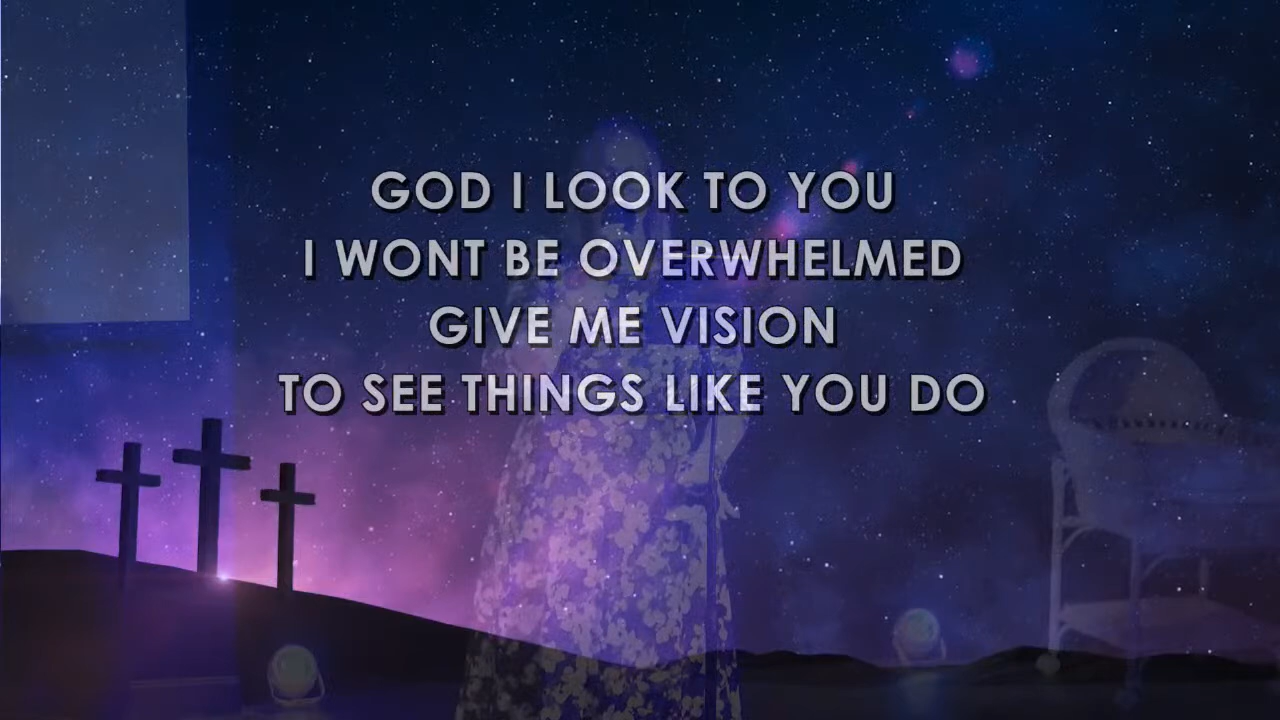 GOD I LOOK TO YOU
I WONT BE OVERWHELMED
GIVE ME VISION
TO SEE THINGS LIKE YOU DO